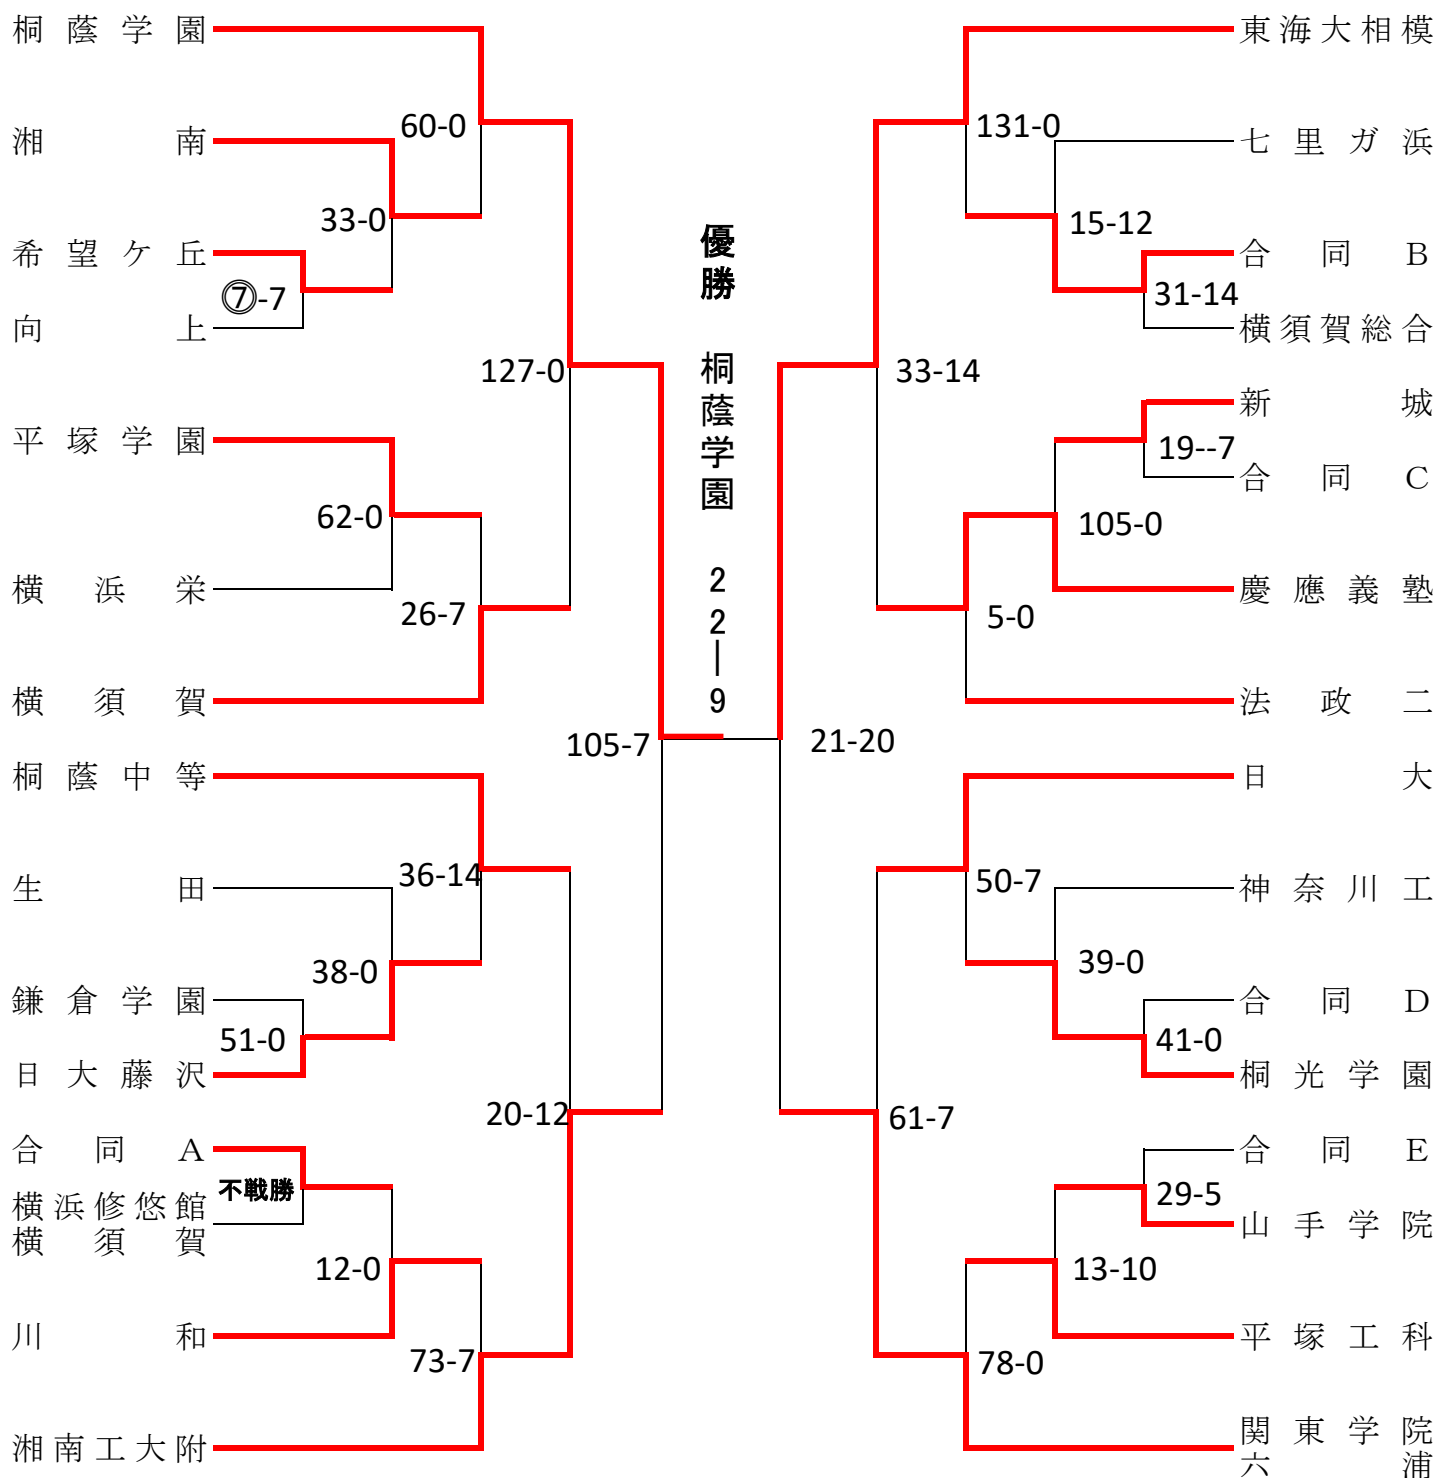 桐蔭学園
60-0
湘南
33-0
希望ケ丘
⑦-7
向上
127-0
平塚学園
62-0
横浜栄
26-7
横須賀
105-7
桐蔭中等
36-14
生田
38-0
鎌倉学園
51-0
日大藤沢
20-12
合同A
不戦勝
横浜修悠館
横須賀
12-0
川和
73-7
湘南工大附
優勝 桐蔭学園 22-9
東海大相模
131-0
七里ガ浜
15-12
合同B
31-14
横須賀総合
33-14
新城
19--7
合同C
105-0
慶應義塾
5-0
法政二
21-20
日大
50-7
神奈川工
39-0
合同D
41-0
桐光学園
61-7
合同E
29-5
山手学院
13-10
平塚工科
78-0
関東学院
六浦